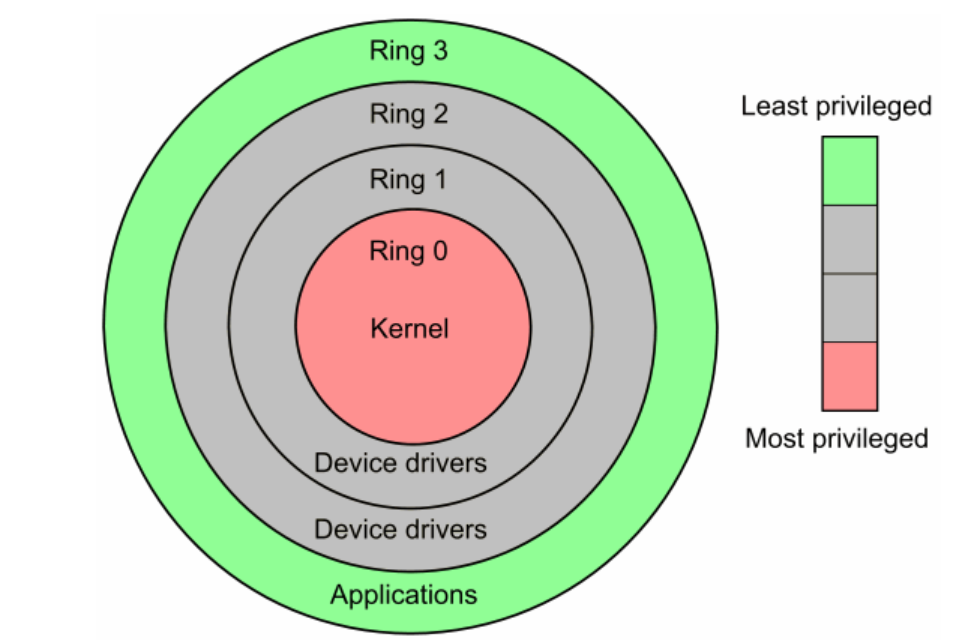 Ring 3
Ring 2
Ring 1
Ring 0
Kernel
Device drivers
Device drivers
Applications
Least privileged
Most privileged